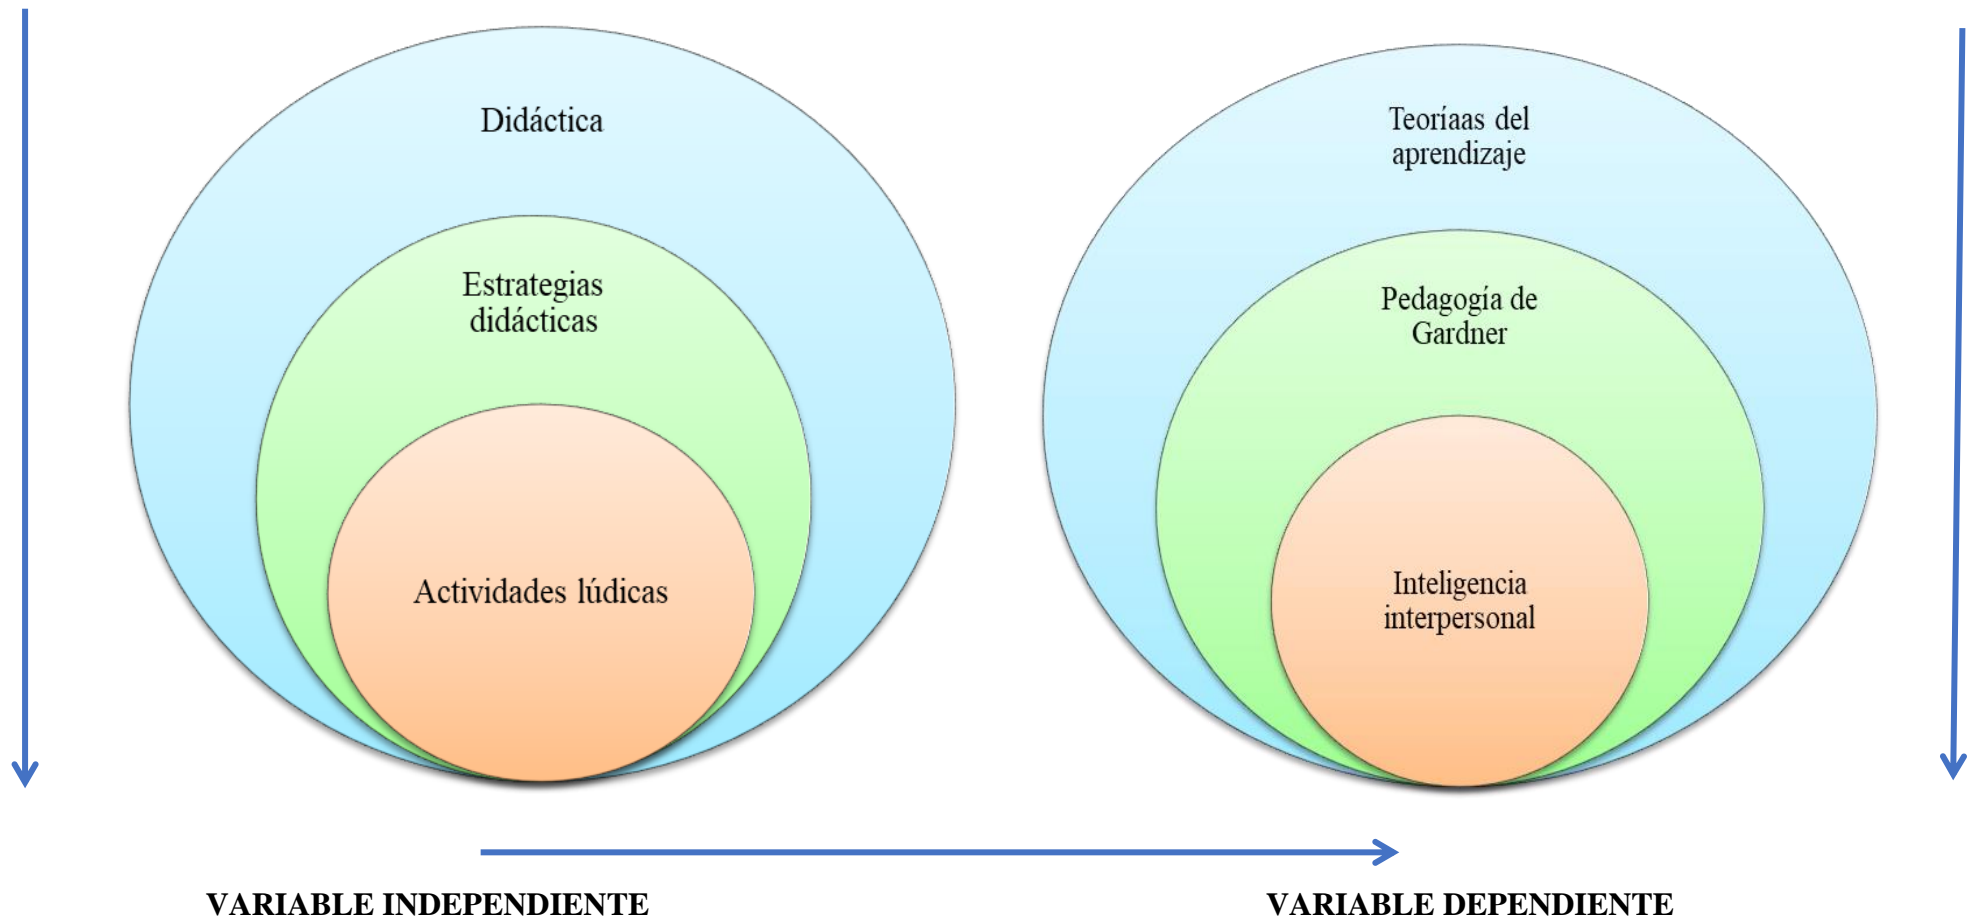 Didáctica
Estrategias
didácticas
Actividades lúdicas
Teoríaas del
aprendizaje
Pedagogía de
Gardner
Inteligencia
interpersonal
VARIABLE INDEPENDIENTE
VARIABLE DEPENDIENTE